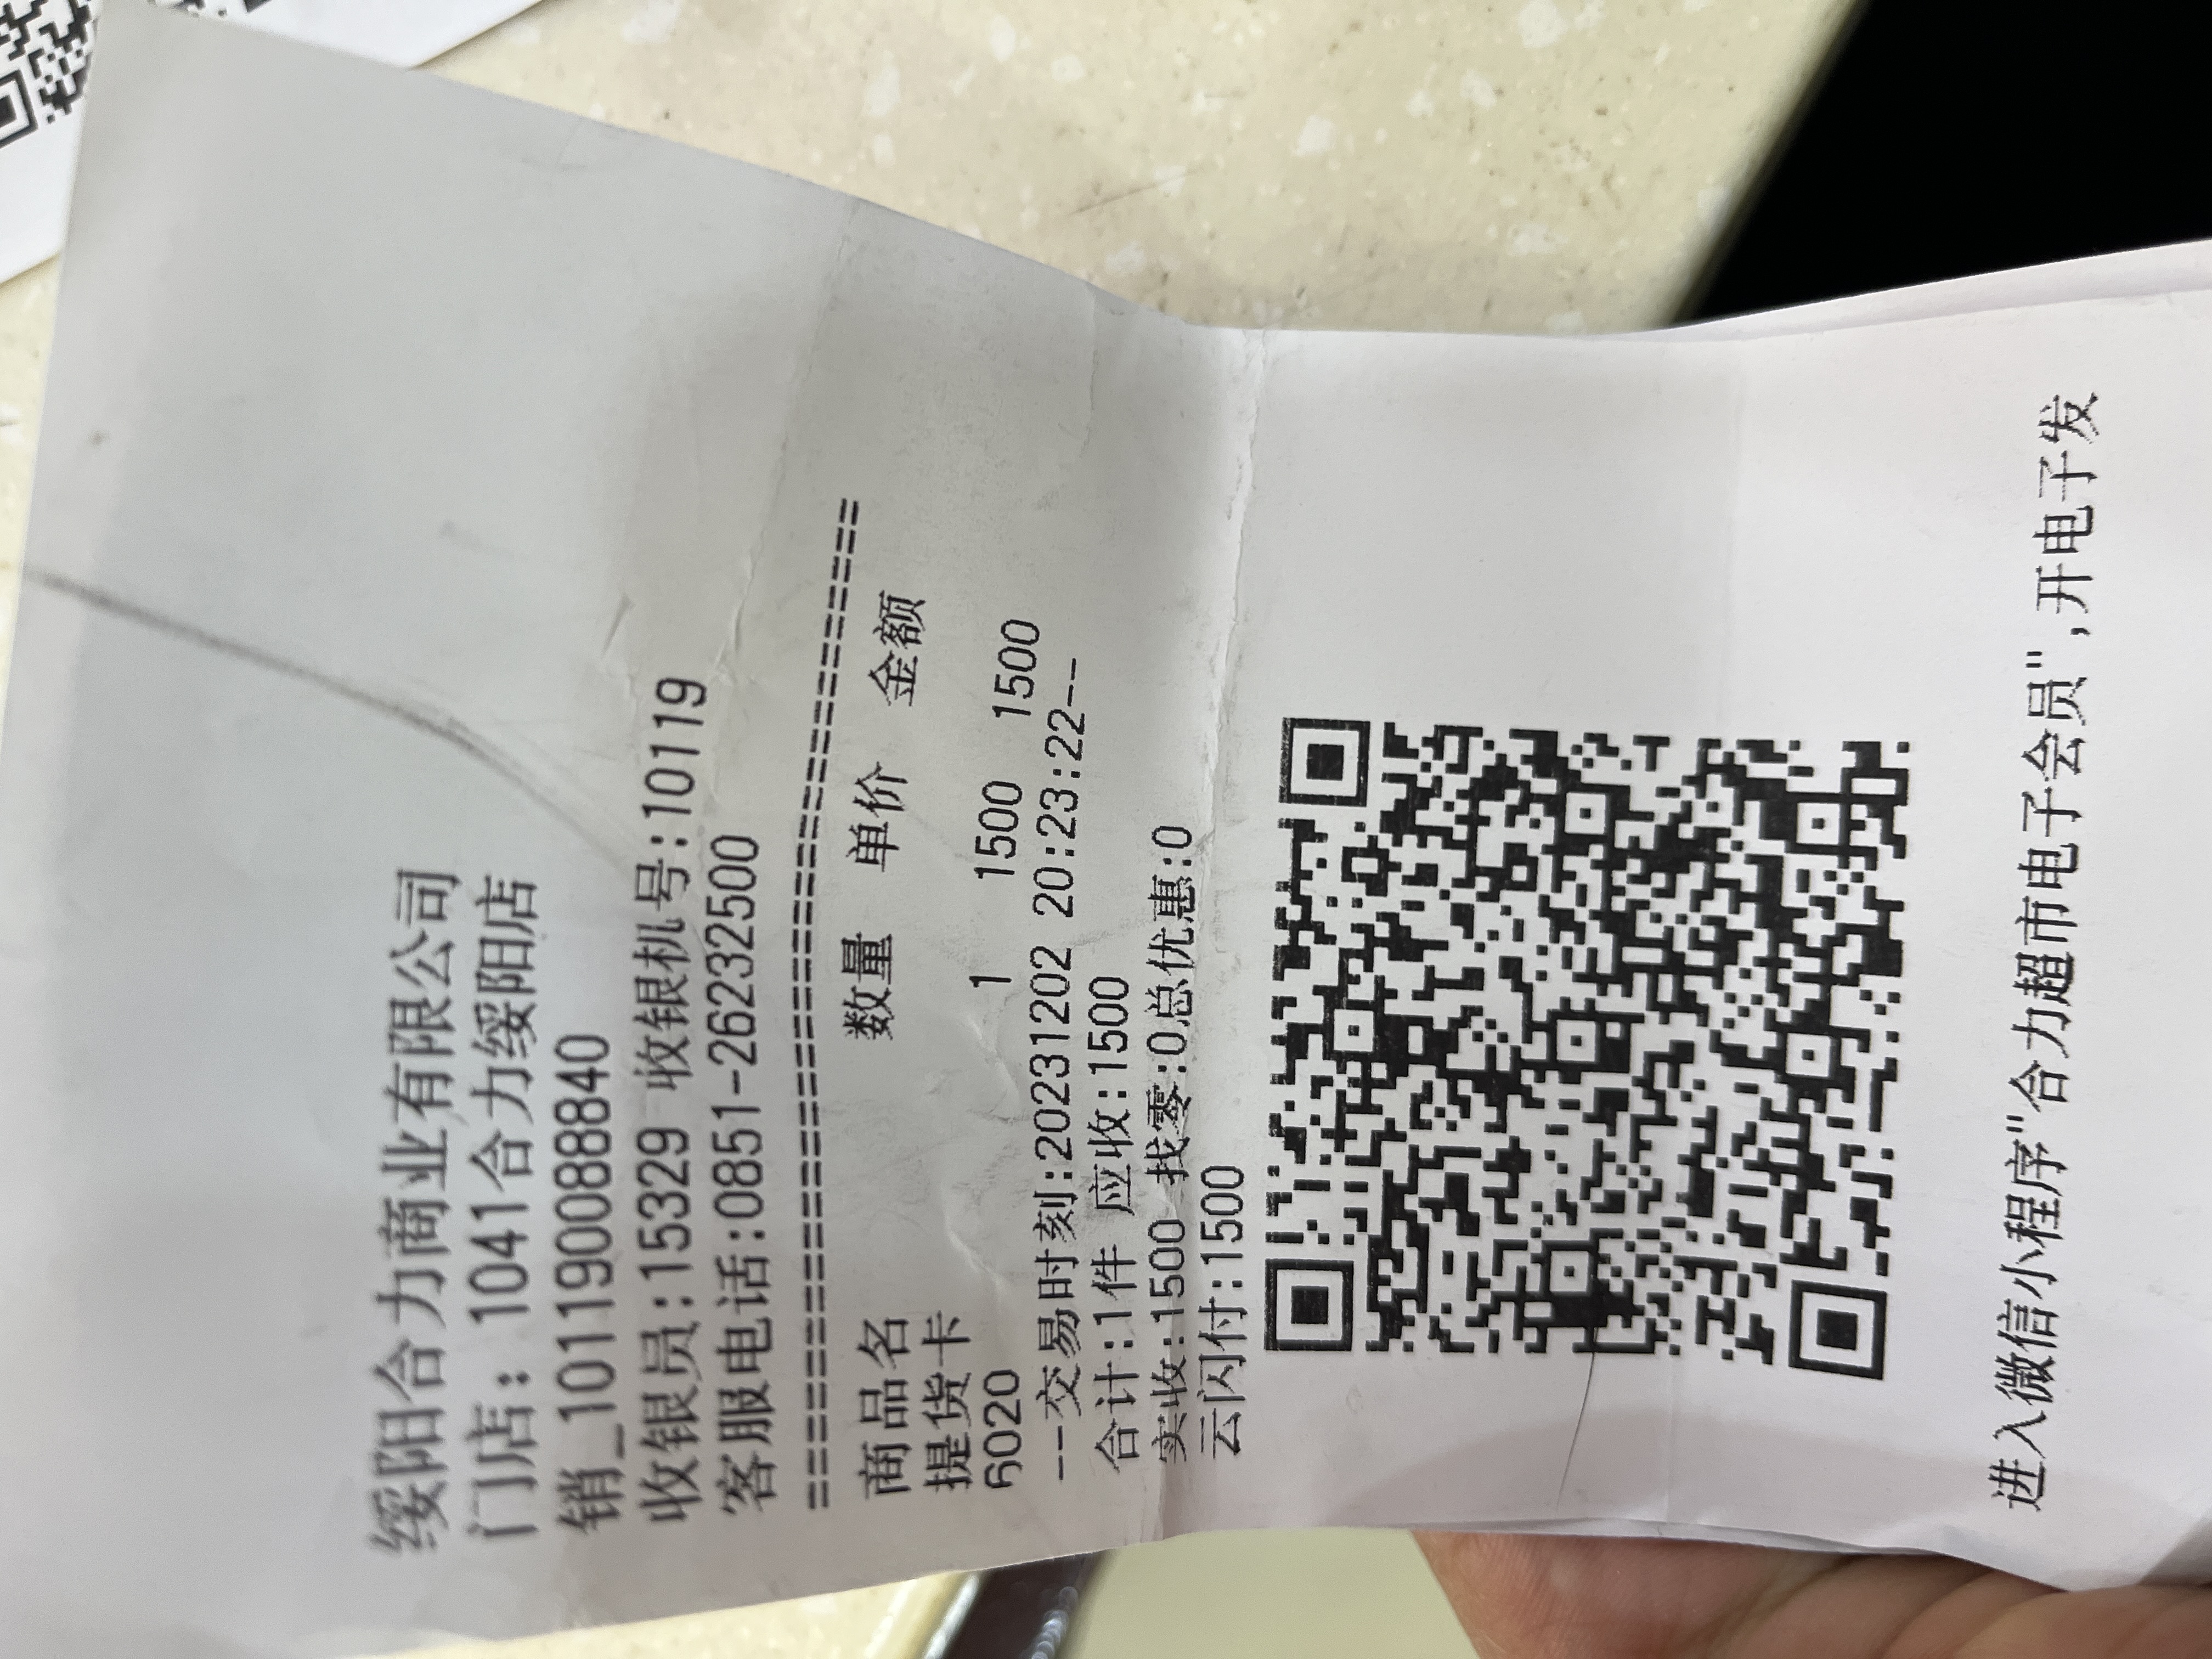 绥阳合力商业有限公司
门店：1041合力绥阳店
销_101190088840
收银员:15329 收银机号:10119
客服电话:0851-26232500
==========================================
商品名 数量 单价 金额
提货卡
6020 1 1500 1500
--交易时刻:20231202 20:23:22--
合计:1件 应收:1500
实收:1500 找零:0总优惠:0
云闪付:1500
进入微信小程序"合力超市电子会员",开电子发